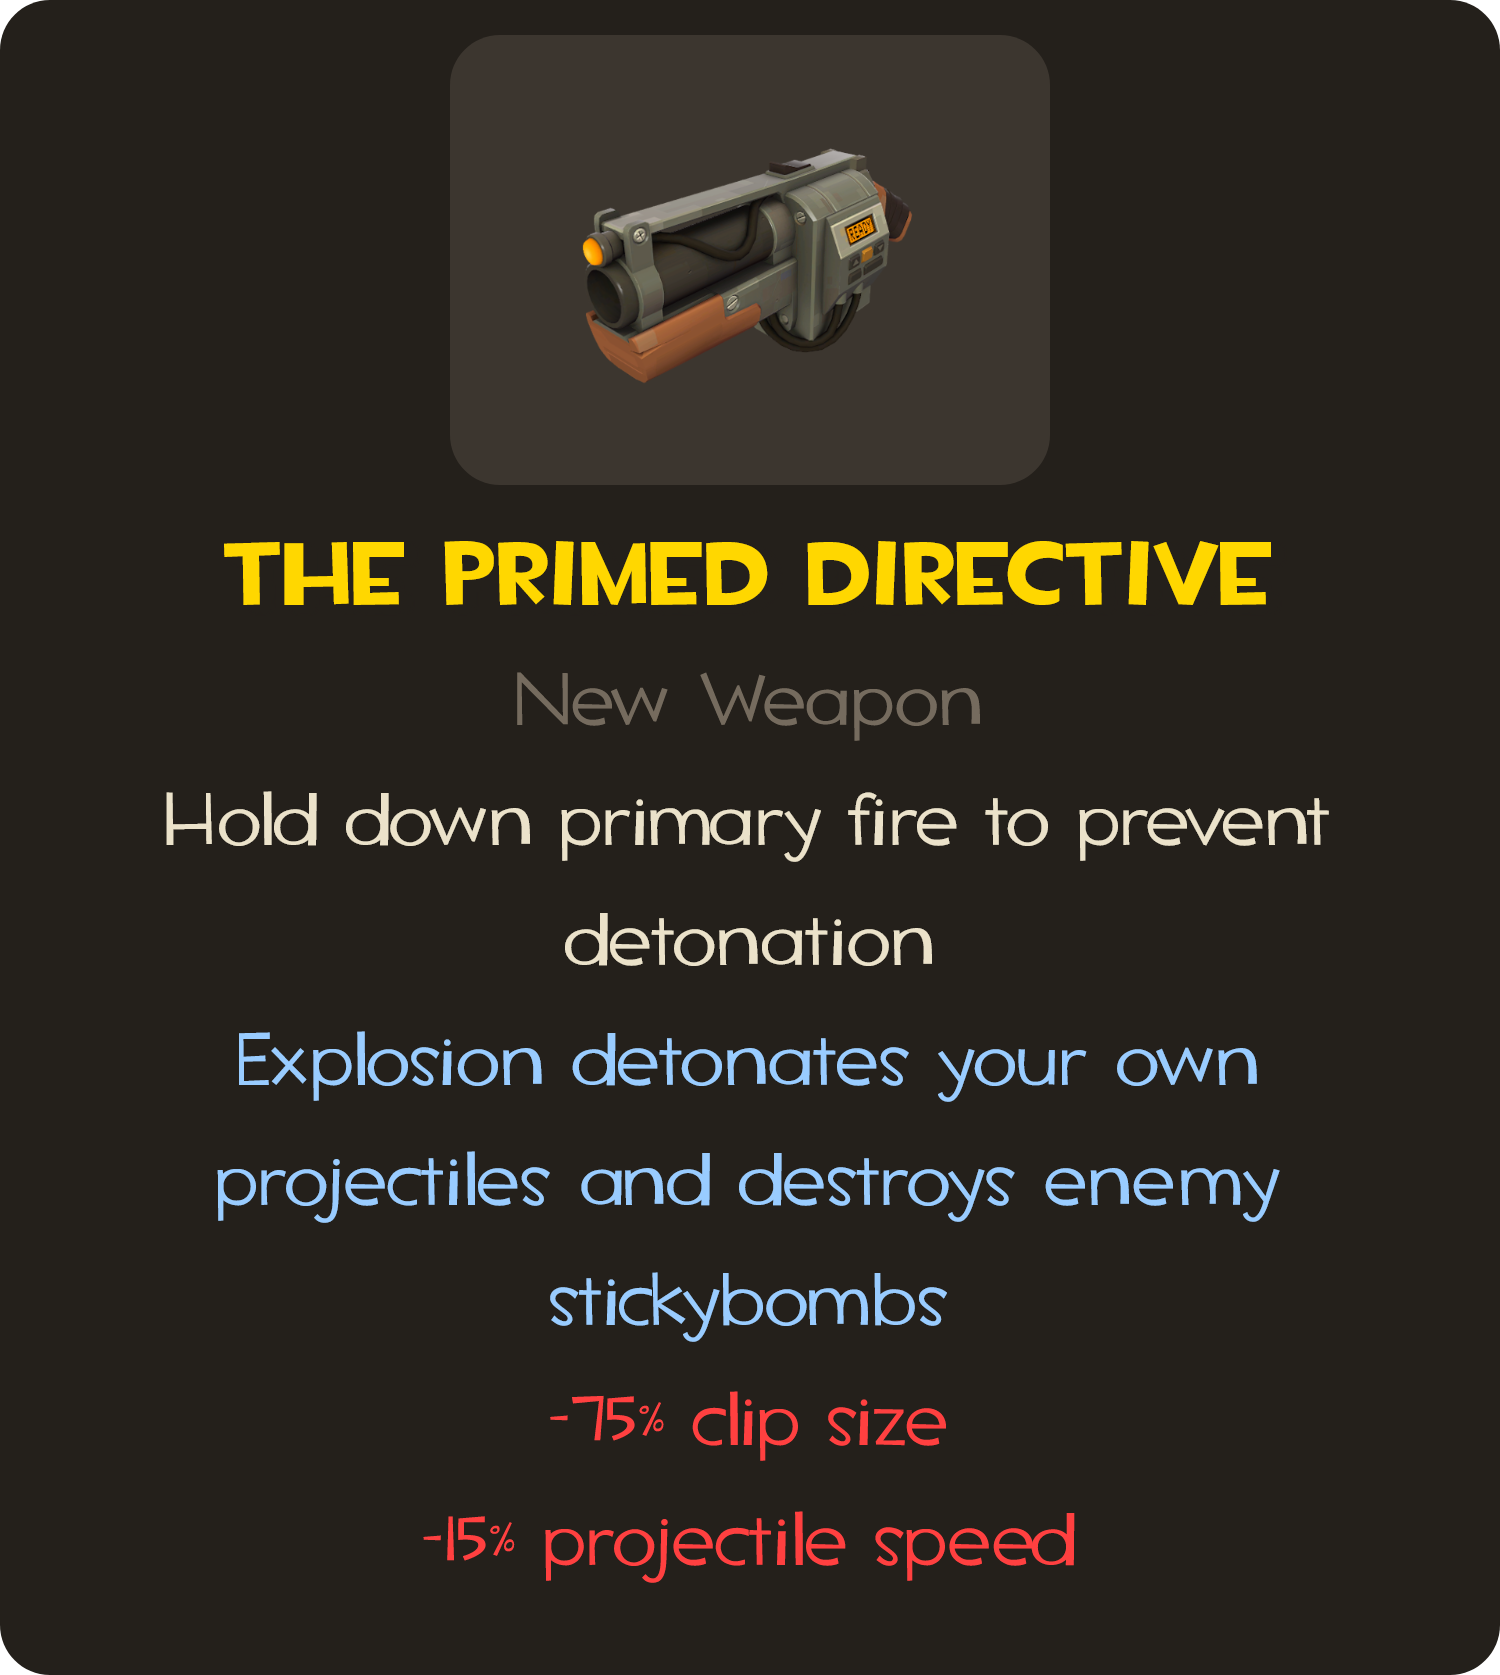 THE PRIMED DIRECTIVE
New Weapon
Hold down primary fire to prevent
detonation
Explosion detonates your own
projectiles and destroys enemy
stickybombs
-75% clip size
-15% projectile speed